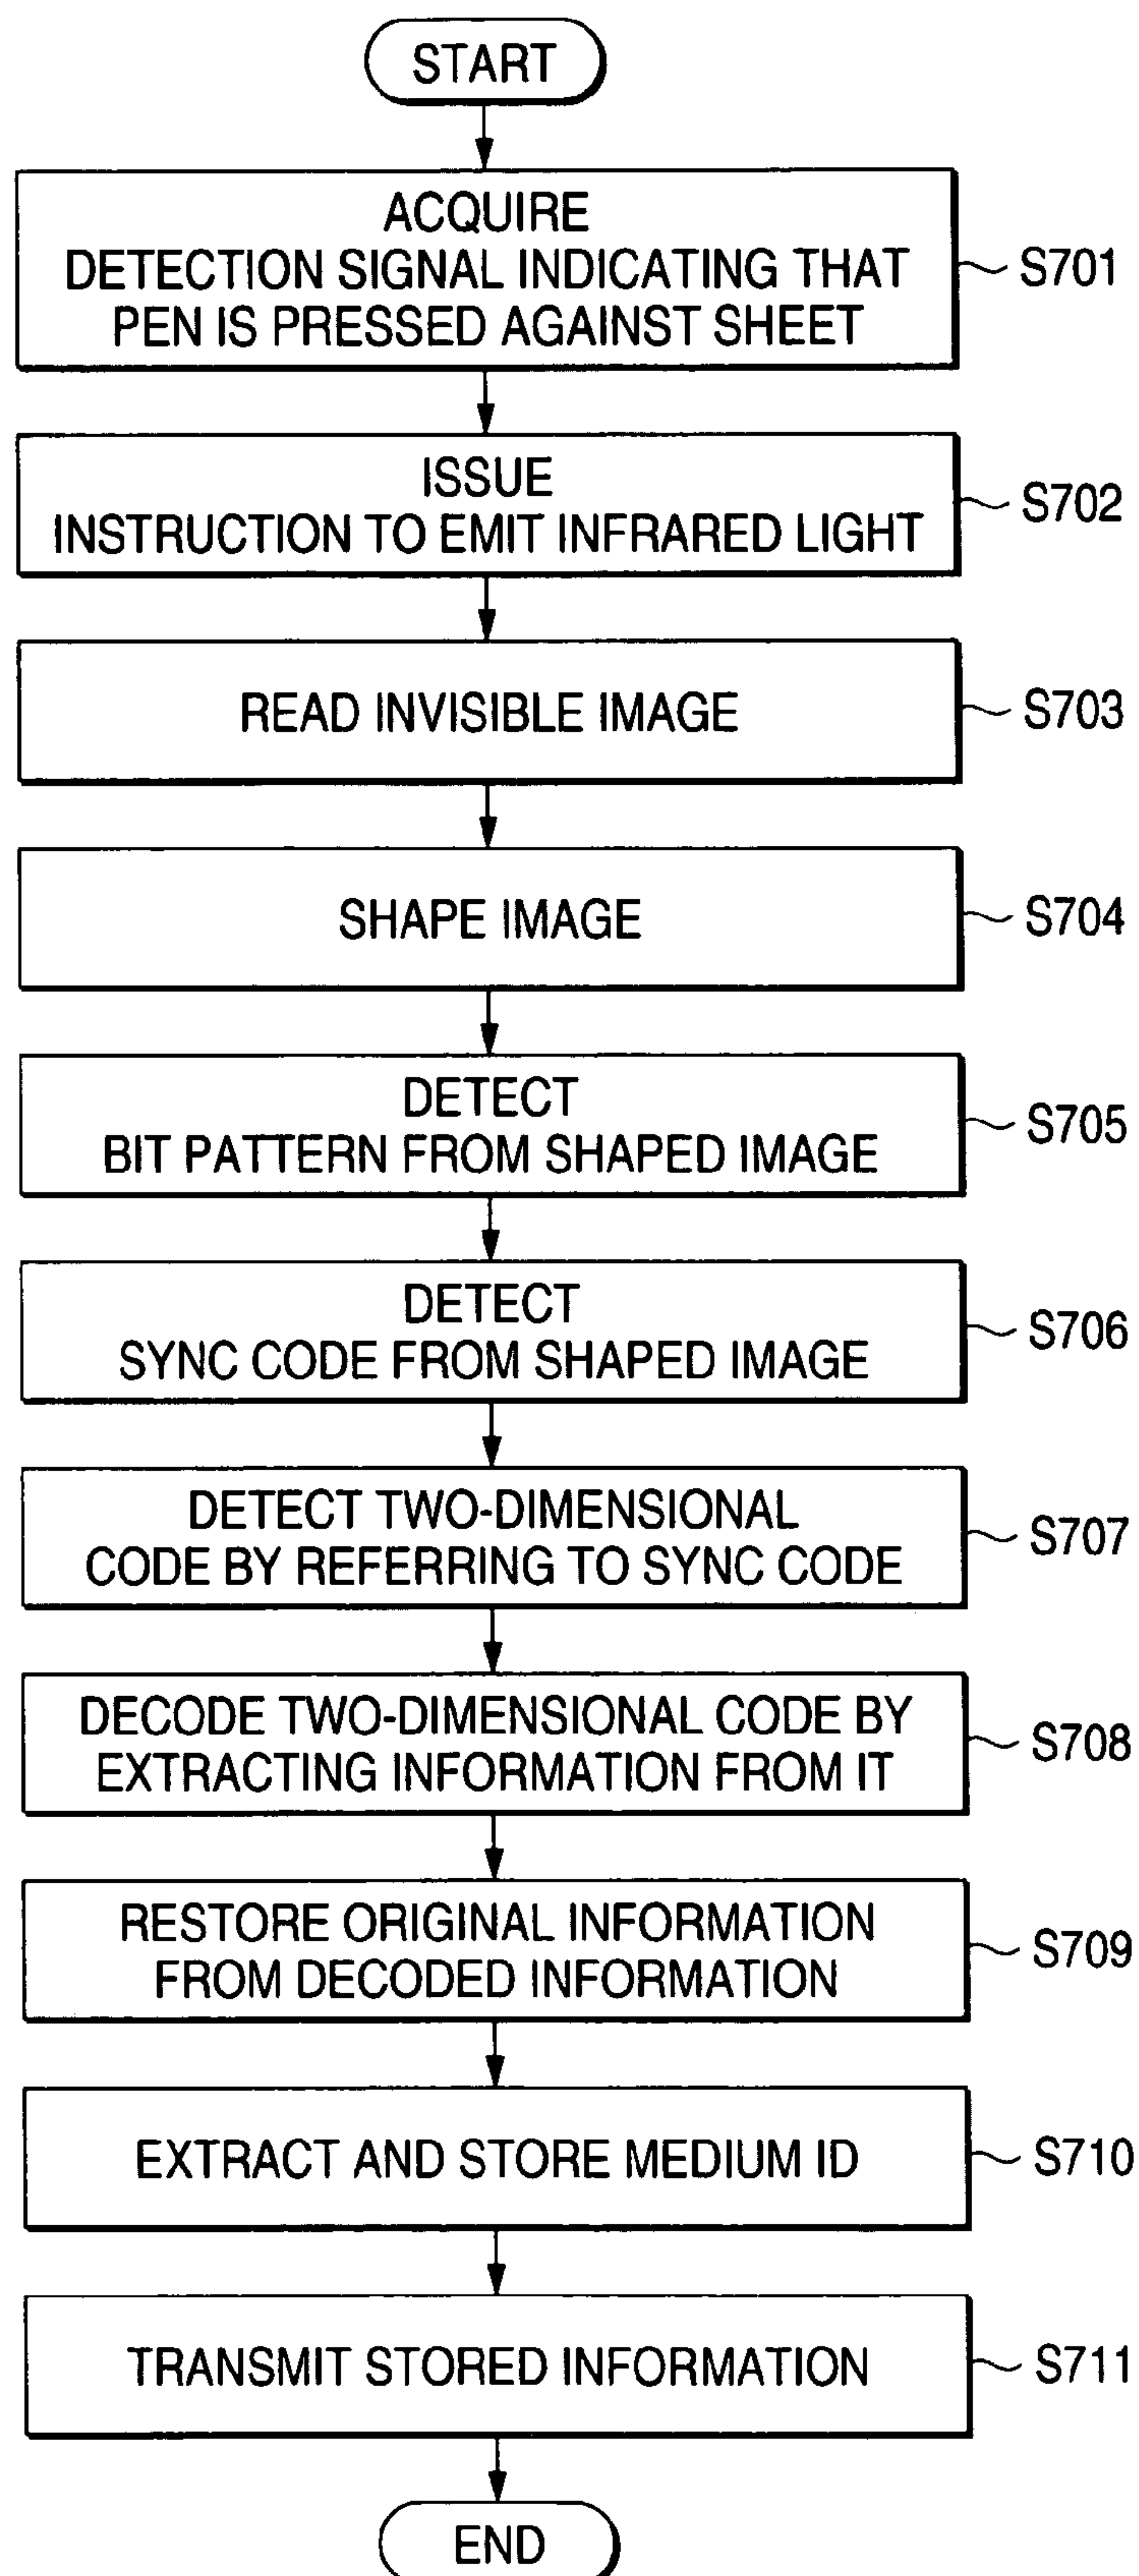 START
ACQUIRE
DETECTION SIGNAL INDICATING THAT
PEN IS PRESSED AGAINST SHEET
S701
ISSUE
INSTRUCTION TO EMIT INFRARED LIGHT
S702
READ INVISIBLE IMAGE
S703
SHAPE IMAGE
S704
DETECT
BIT PATTERN FROM SHAPED IMAGE
S705
DETECT
SYNC CODE FROM SHAPED IMAGE
S706
DETECT TWO-DIMENSIONAL
CODE BY REFERRING TO SYNC CODE
S707
DECODE TWO-DIMENSIONAL CODE BY
EXTRACTING INFORMATION FROM IT
S708
RESTORE ORIGINAL INFORMATION
FROM DECODED INFORMATION
S709
EXTRACT AND STORE MEDIUM ID
S710
TRANSMIT STORED INFORMATION
S711
END